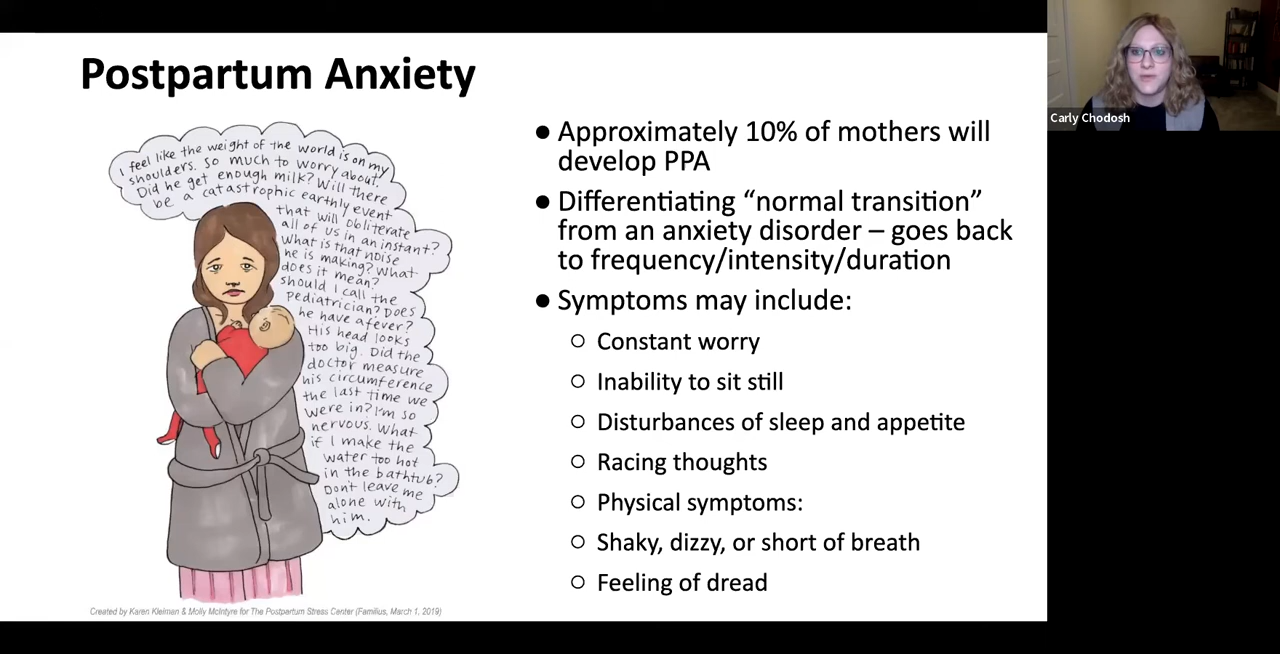 Postpartum Anxiety
I feel like the weight of the world is on my
shoulders. So much to worry about.
Did he get enough milk? Will there
be a catastrophic earthly event
that will obliterate
all of us in an instant?
What is that noise
he is making? What
does it mean?
should I call the
pediatrician? Does
he have a fever?
His head looks
too big. Did the
doctor measure
his circumference
the last time we
were in? I'm so
nervous. What
if I make the
water too hot
in the bathtub?
Dont leave me
alone with
him.
Created by Karen Kleiman & Molly McIntyre for The Postpartum Stress Center (Familius, March 1, 2019)
● Approximately 10% of mothers will
develop PPA
● Differentiating “normal transition”
from an anxiety disorder – goes back
to frequency/intensity/duration
● Symptoms may include:
○ Constant worry
○ Inability to sit still
○ Disturbances of sleep and appetite
○ Racing thoughts
○ Physical symptoms:
○ Shaky, dizzy, or short of breath
○ Feeling of dread
Carly Chodosh